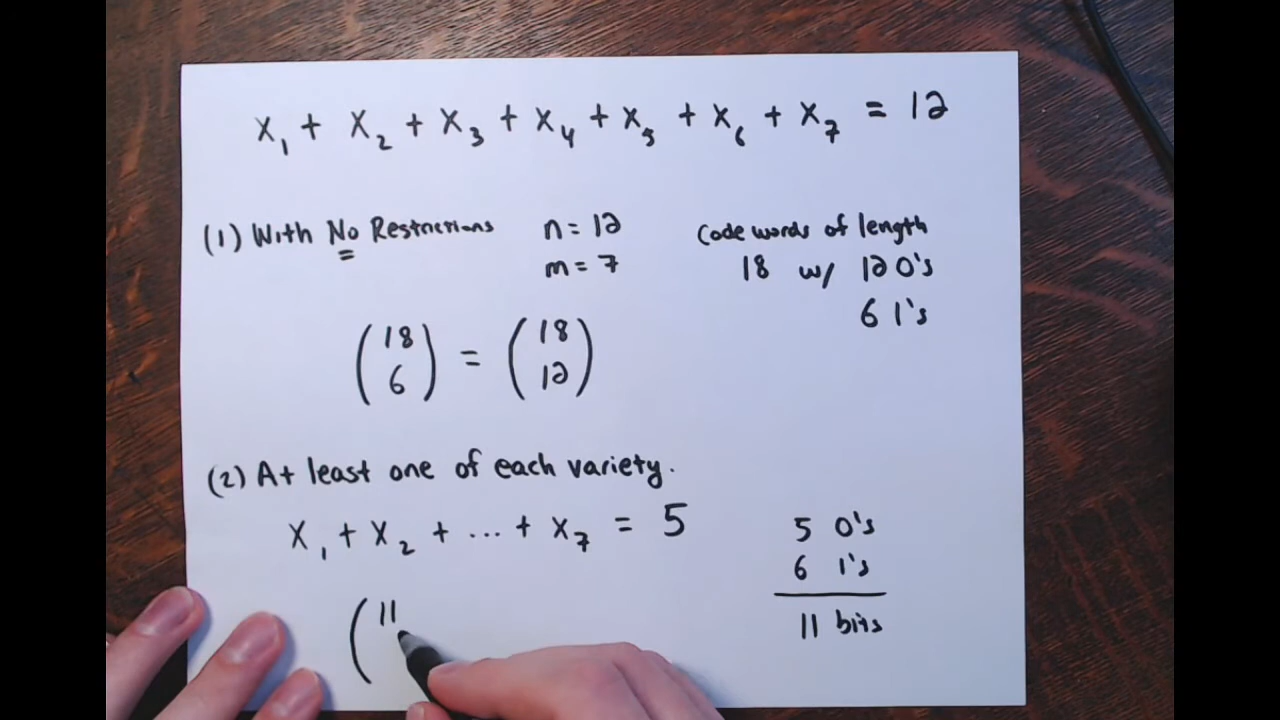 x₁ + x₂ + x₃ + x₄ + x₅ + x₆ + x₇ = 12
(1) With No Restrictions n = 12 Code words of length
m = 7 18 w/ 12 0's
6 1's
(18 6) = (18 12)
(2) At least one of each variety.
x₁ + x₂ + ... + x₇ = 5 5 0's
6 1's
(11 11 bits